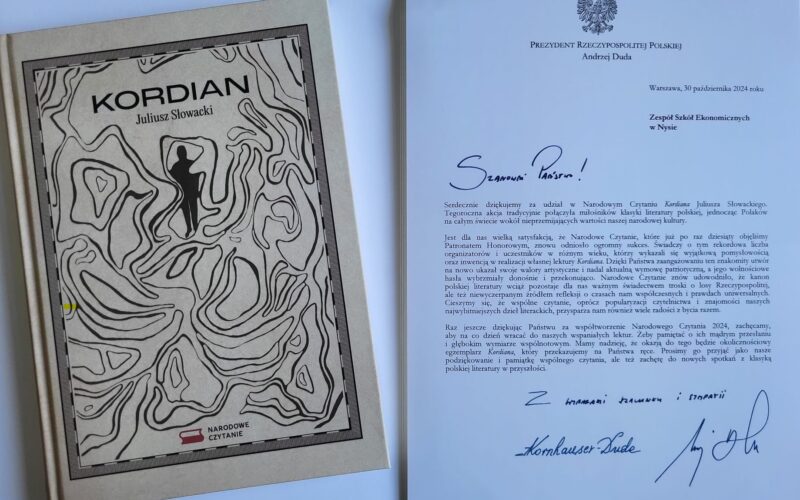 KORDIAN
Juliusz Słowacki
NARODOWE
CZYTANIE
PREZYDENT RZECZYPOSPOLITEJ POLSKIEJ
Andrzej Duda
Warszawa, 30 października 2024 roku
Zespół Szkół Ekonomicznych
w Nysie
Szanowni Państwo!
Serdecznie dziękujemy za udział w Narodowym Czytaniu Kordiana Juliusza Słowackiego.
Tegoroczna akcja tradycyjnie połączyła miłośników klasyki literatury polskiej, jednocząc Polaków
na całym świecie wokół nieprzemijających wartości naszej narodowej kultury.
Jest dla nas wielką satysfakcją, że Narodowe Czytanie, które już po raz dziesiąty objęliśmy
Patronatem Honorowym, znowu odniosło ogromny sukces. Świadczy o tym rekordowa liczba
organizatorów i uczestników w różnym wieku, którzy wykazali się wyjątkową pomysłowością
oraz inwencją w realizacji własnej lektury Kordiana. Dzięki Państwa zaangażowaniu ten znakomity utwór
na nowo ukazał swoje walory artystyczne i nadal aktualną wymowę patriotyczną, a jego wolnościowe
hasła wybrzmiały donośnie i przekonująco. Narodowe Czytanie znów udowodniło, że kanon
polskiej literatury wciąż pozostaje dla nas ważnym świadectwem troski o losy Rzeczypospolitej,
ale też niewyczerpanym źródłem refleksji o czasach nam współczesnych i prawdach uniwersalnych.
Cieszymy się, że wspólne czytanie, oprócz popularyzacji czytelnictwa i znajomości naszych
najwybitniejszych dzieł literackich, przysparza nam również wiele radości z bycia razem.
Raz jeszcze dziękując Państwu za współtworzenie Narodowego Czytania 2024, zachęcamy,
aby na co dzień wracać do naszych wspaniałych lektur. Żeby pamiętać o ich mądrym przesłaniu
i głębokim wymiarze wspólnotowym. Mamy nadzieję, że okazją do tego będzie okolicznościowy
egzemplarz Kordiana, który przekazujemy na Państwa ręce. Prosimy go przyjąć jako nasze
podziękowanie i pamiątkę wspólnego czytania, ale też zachętę do nowych spotkań z klasyką
polskiej literatury w przyszłości.
Z wyrazami szacunku i sympatii
Kornhauser-Duda